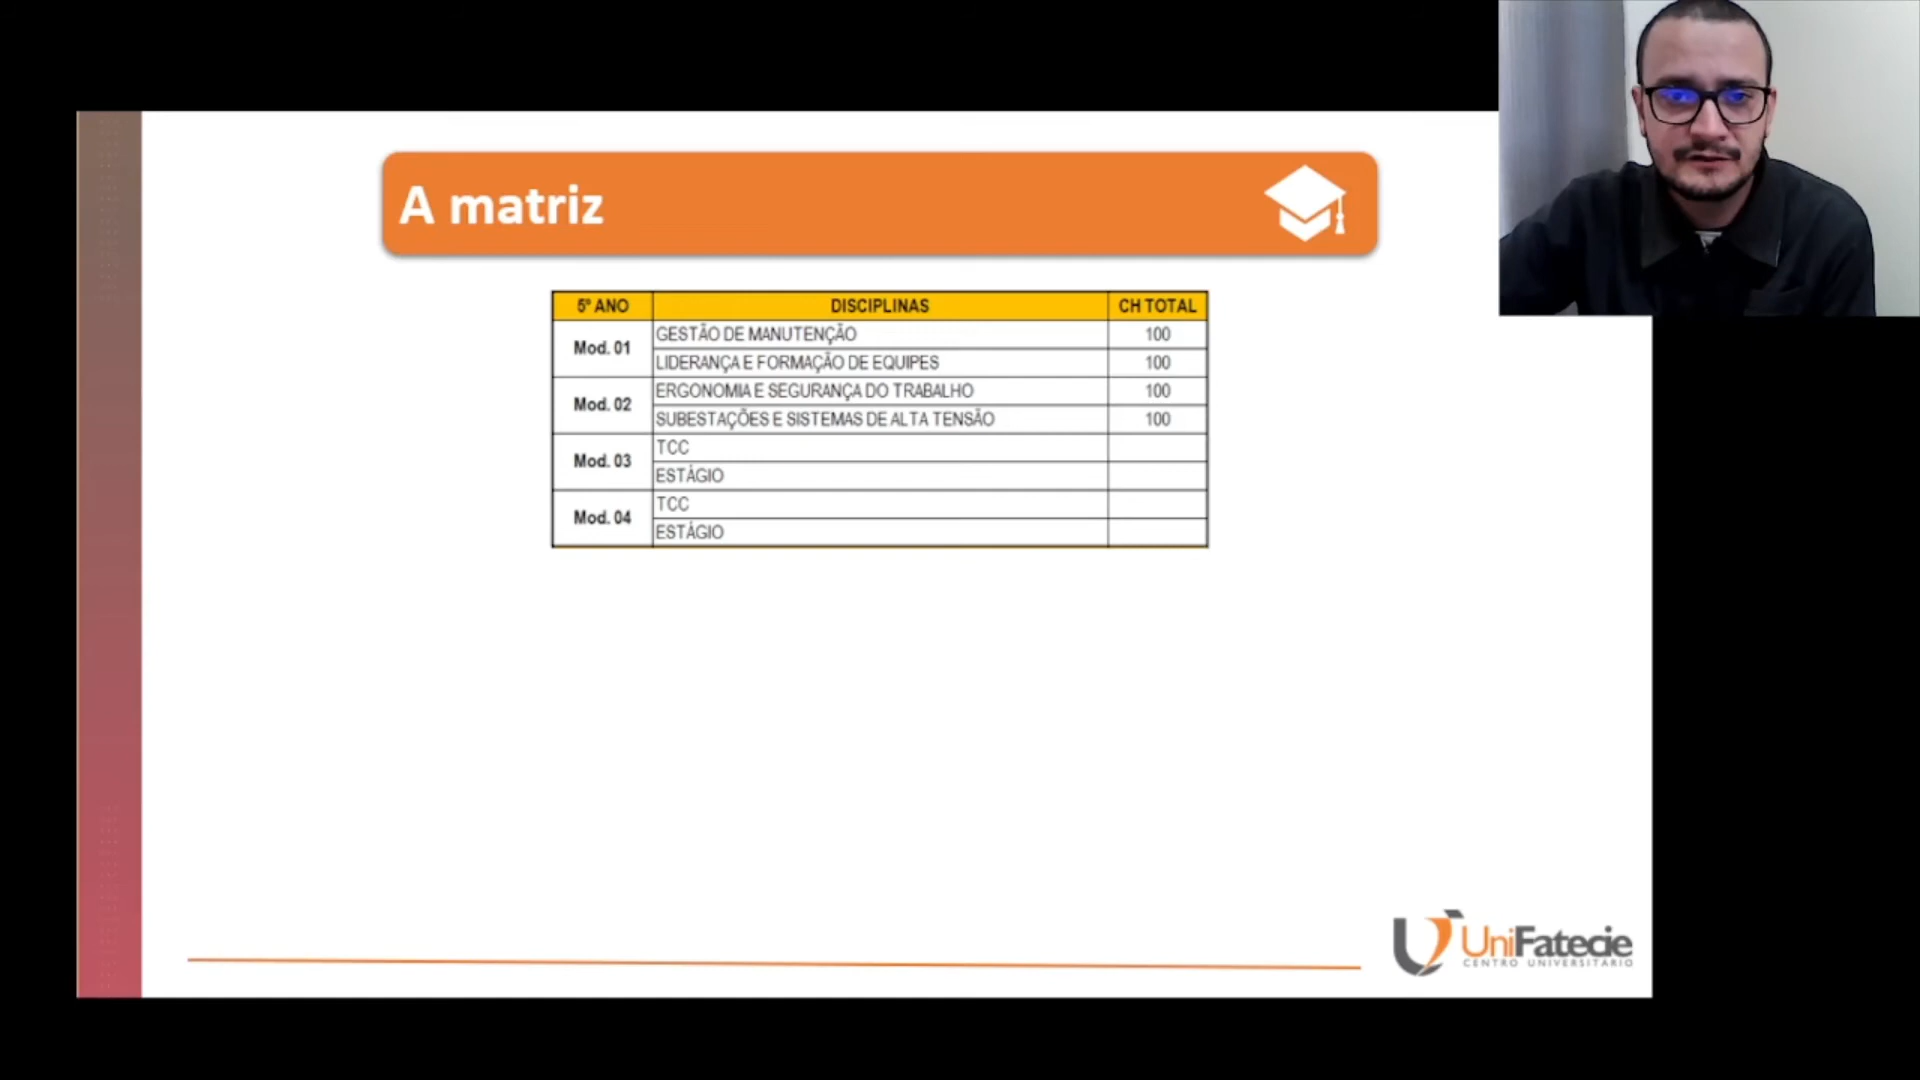 A matriz
5º ANO DISCIPLINAS CH TOTAL
Mod. 01 GESTÃO DE MANUTENÇÃO 100
LIDERANÇA E FORMAÇÃO DE EQUIPES 100
Mod. 02 ERGONOMIA E SEGURANÇA DO TRABALHO 100
SUBESTAÇÕES E SISTEMAS DE ALTA TENSÃO 100
Mod. 03 TCC
ESTÁGIO
Mod. 04 TCC
ESTÁGIO
UniFatecie
CENTRO UNIVERSITÁRIO